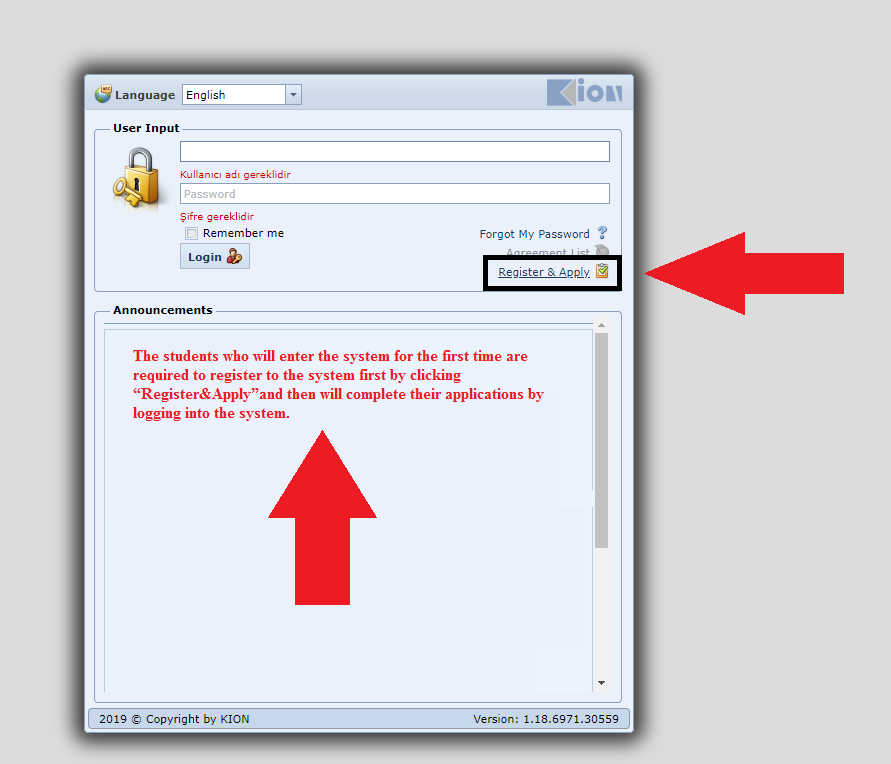 Language English KION
User Input
Kullanıcı adı gereklidir
Password
Şifre gereklidir
Remember me
Forgot My Password ?
Login
Agreement List
Register & Apply
Announcements
The students who will enter the system for the first time are
required to register to the system first by clicking
“Register&Apply”and then will complete their applications by
logging into the system.
2019 © Copyright by KION
Version: 1.18.6971.30559